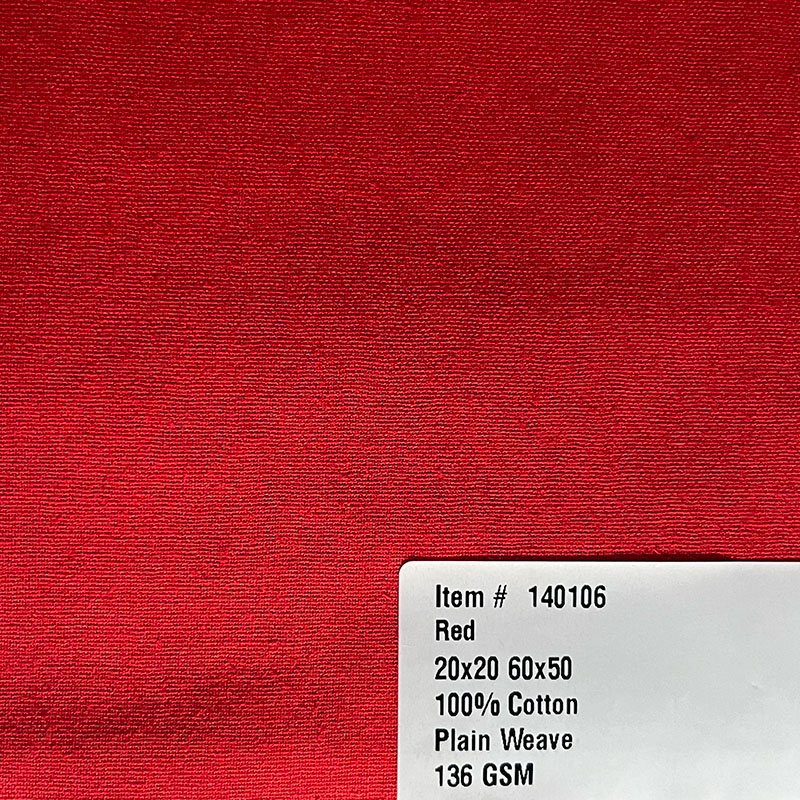 Item # 140106
Red
20x20 60x50
100% Cotton
Plain Weave
136 GSM